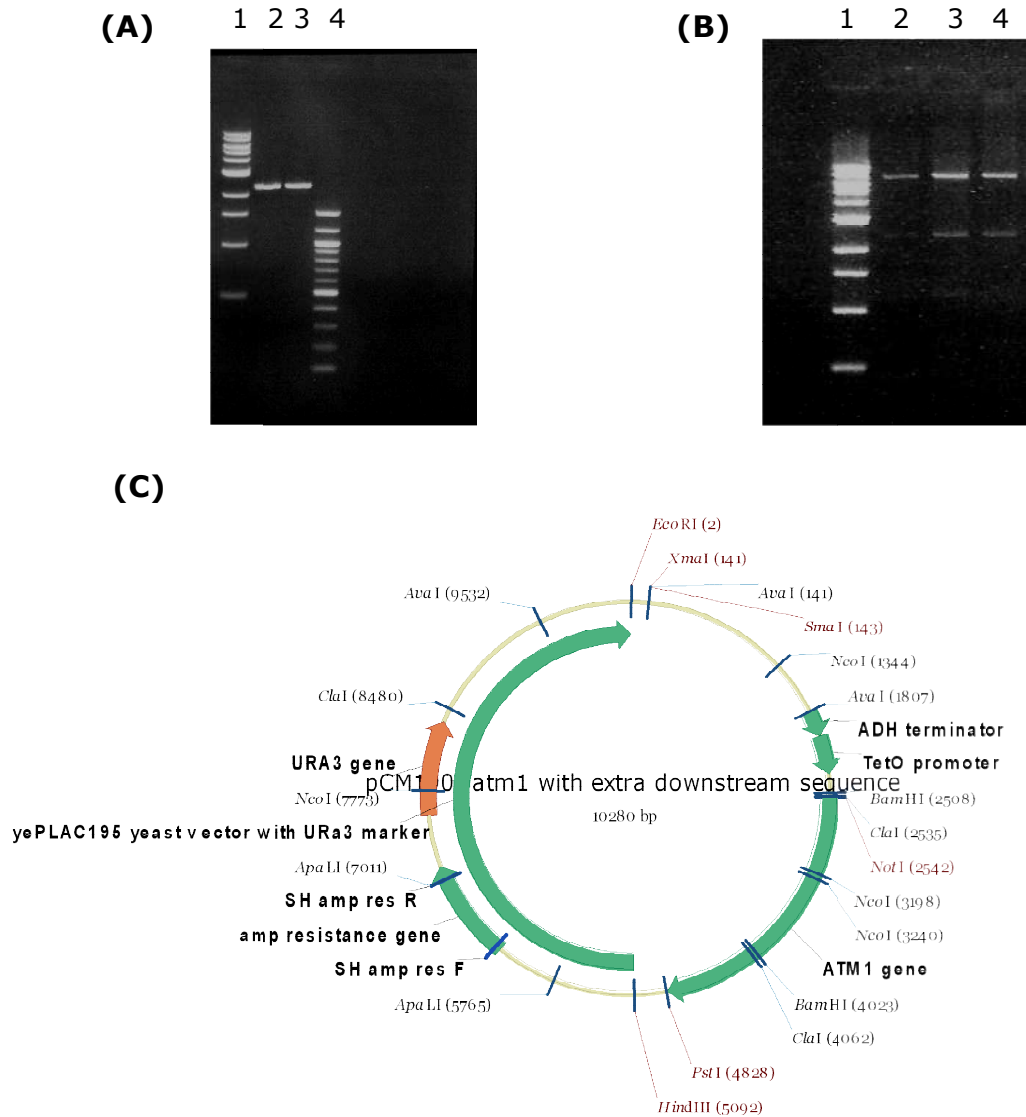 (A)
1 2 3 4
(B)
1 2 3 4
(C)
EcoRI (2)
XmaI (141)
AvaI (9532)
AvaI (141)
SmaI (143)
NcoI (1344)
ClaI (8480)
AvaI (1807)
ADH terminator
URA3 gene
TetO promoter
atm1 with extra downstream sequence
NcoI (7773)
BamHI (2508)
10280 bp
yePLAC195 yeast vector with URa3 marker
ClaI (2535)
ApaLI (7011)
NotI (2542)
SH amp res R
NcoI (3198)
amp resistance gene
NcoI (3240)
SH amp res F
ATM1 gene
ApaLI (5765)
BamHI (4023)
ClaI (4062)
PstI (4828)
HindIII (5092)